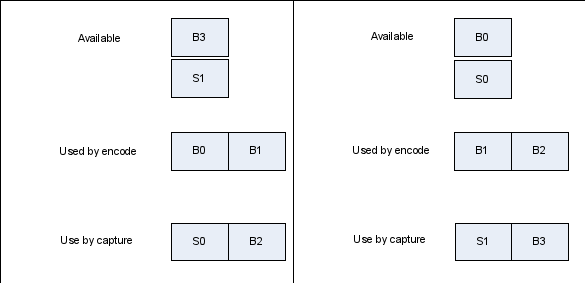 Available B3
S1
Used by encode B0 B1
Use by capture S0 B2
Available B0
S0
Used by encode B1 B2
Use by capture S1 B3